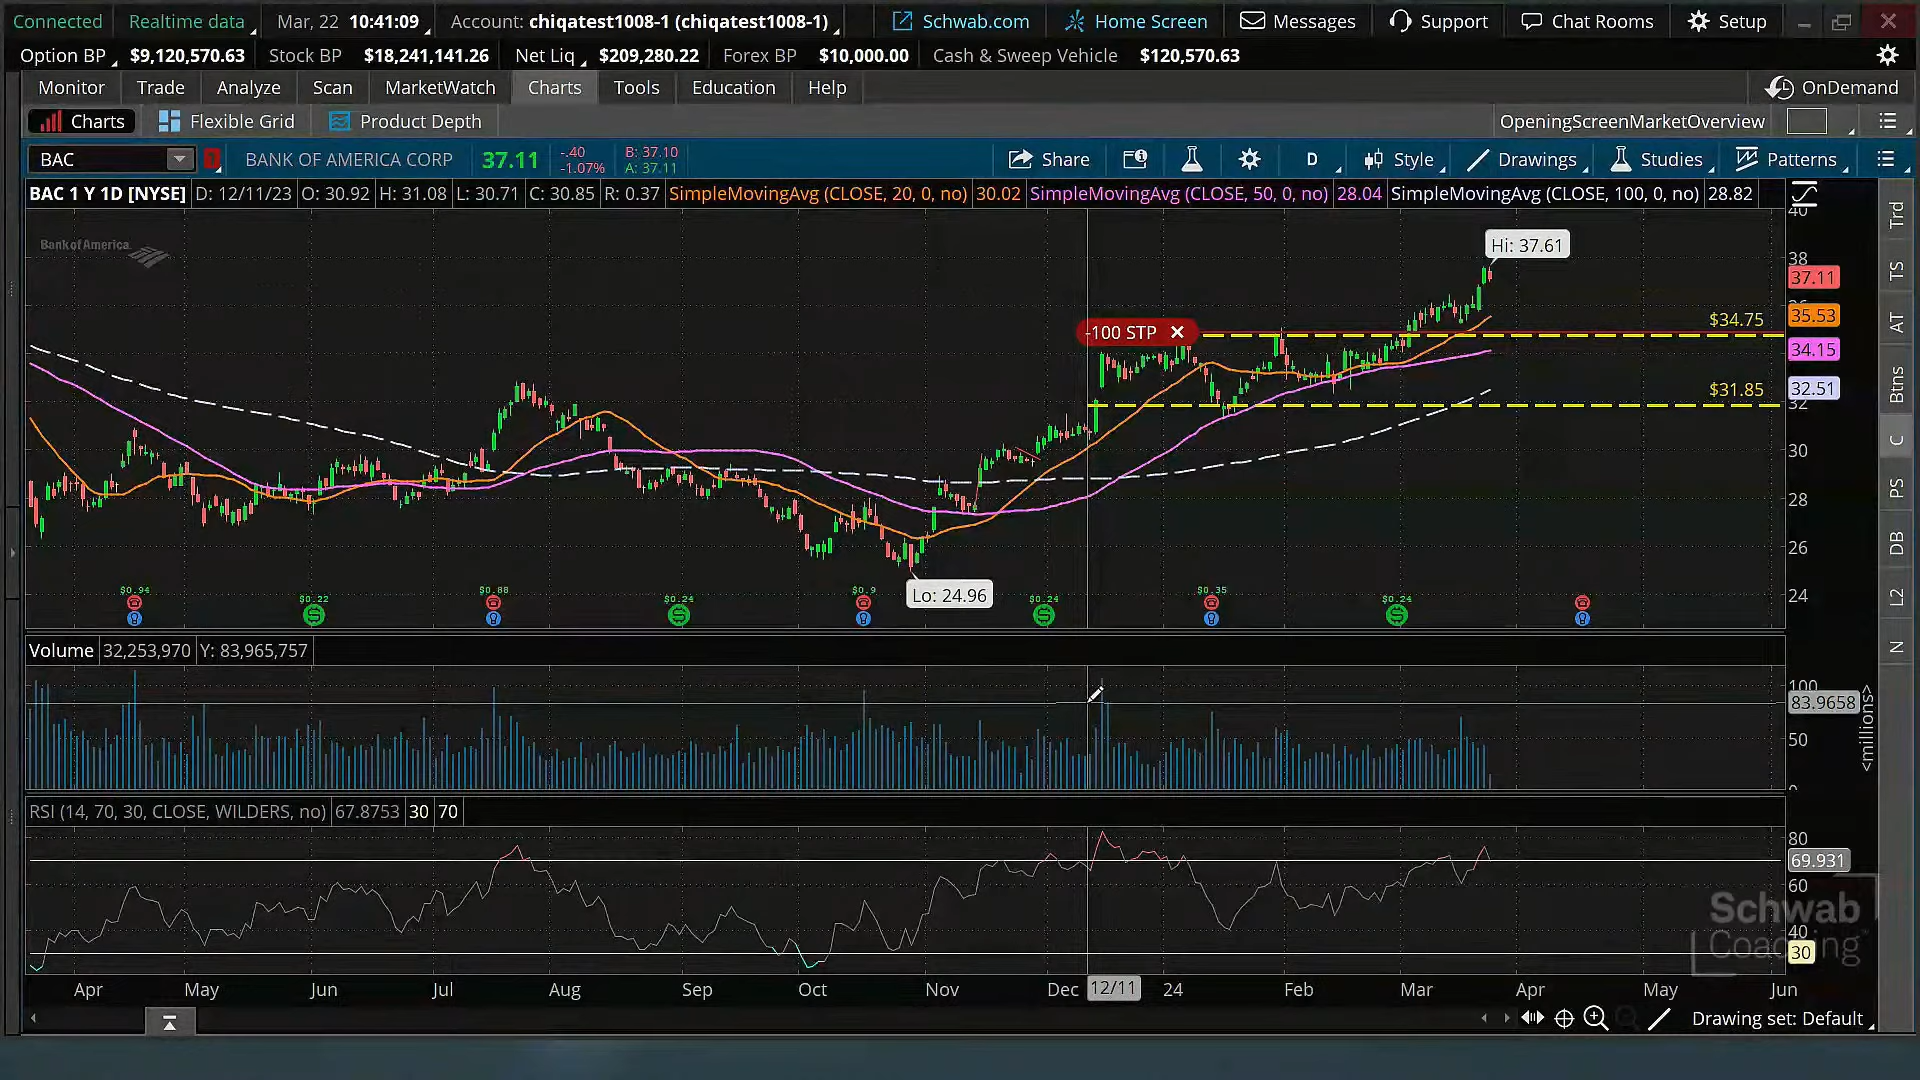 Connected Realtime data Mar, 22 10:41:09 Account: chiqatest1008-1 (chiqatest1008-1) Schwab.com Home Screen Messages Support Chat Rooms Setup
Option BP $9,120,570.63 Stock BP $18,241,141.26 Net Liq $209,280.22 Forex BP $10,000.00 Cash & Sweep Vehicle $120,570.63
Monitor Trade Analyze Scan MarketWatch Charts Tools Education Help OnDemand
Charts Flexible Grid Product Depth OpeningScreenMarketOverview
BAC 1 BANK OF AMERICA CORP 37.11 -.40 -1.07% B: 37.10 A: 37.11 Share D Style Drawings Studies Patterns
BAC 1 Y 1D [NYSE] D: 12/11/23 O: 30.92 H: 31.08 L: 30.71 C: 30.85 R: 0.37 SimpleMovingAvg (CLOSE, 20, 0, no) 30.02 SimpleMovingAvg (CLOSE, 50, 0, no) 28.04 SimpleMovingAvg (CLOSE, 100, 0, no) 28.82
40
Bank of America
Hi: 37.61
38
37.11
35.53
$34.75
-100 STP
34.15
$31.85
32.51
32
30
28
26
24
Lo: 24.96
$0.94 $0.22 $0.88 $0.24 $0.9 $0.24 $0.35 $0.24
Volume 32,253,970 Y: 83,965,757
100
83.9658
50
<millions>
RSI (14, 70, 30, CLOSE, WILDERS, no) 67.8753 30 70
80
69.931
60
40
30
Schwab
Coaching
Apr May Jun Jul Aug Sep Oct Nov Dec 12/11 24 Feb Mar Apr May Jun
Drawing set: Default
Trd
TS
AT
Btns
C
PS
DB
L2
N